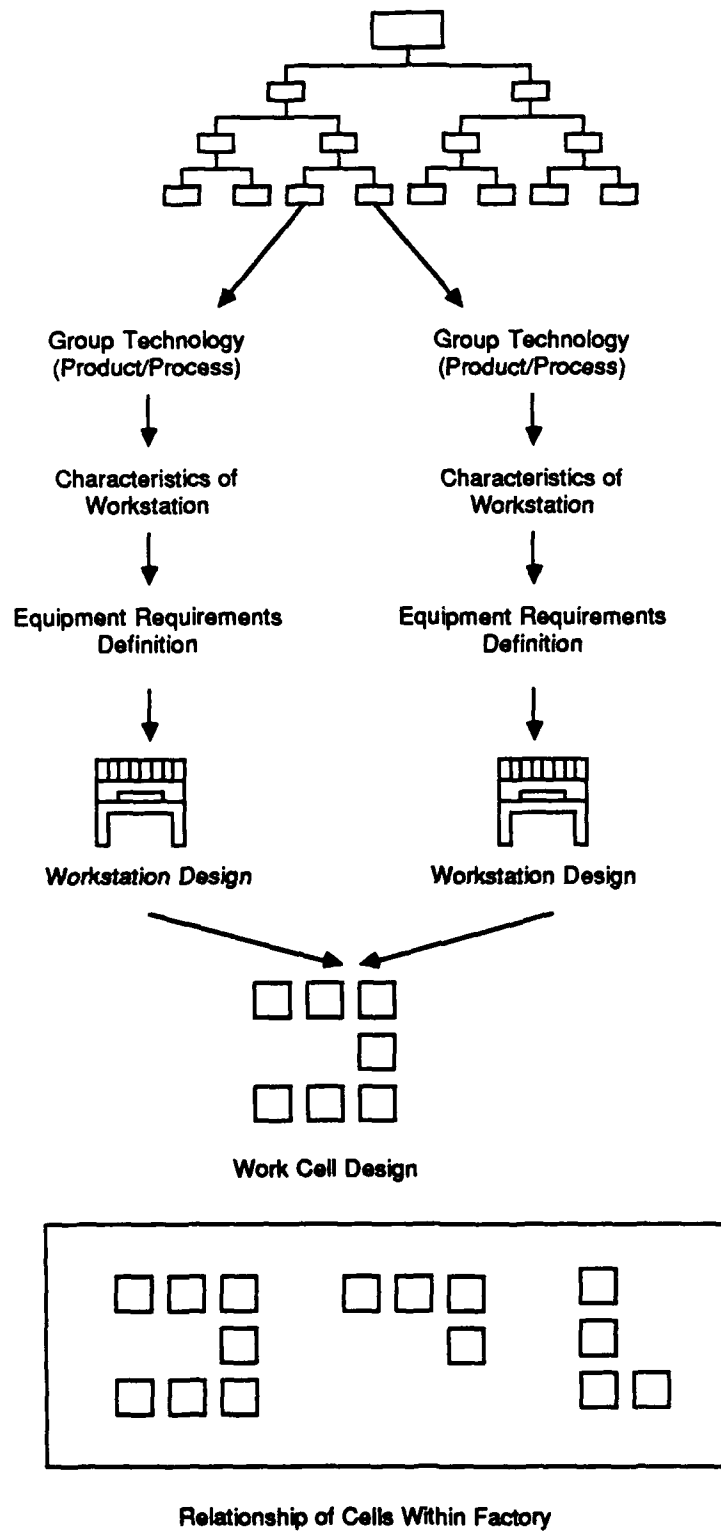 Group Technology
(Product/Process)
Group Technology
(Product/Process)
Characteristics of
Workstation
Characteristics of
Workstation
Equipment Requirements
Definition
Equipment Requirements
Definition
Workstation Design
Workstation Design
Work Cell Design
Relationship of Cells Within Factory